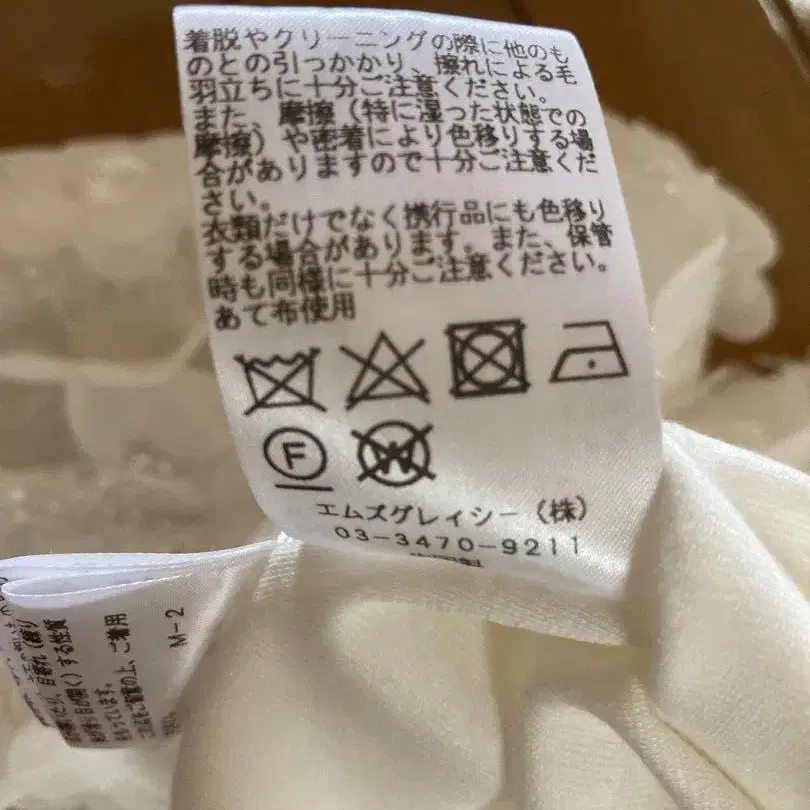 着脱やクリーニングの際に他のも
のとの引っかかり、擦れによる毛
羽立ちに十分ご注意ください。
また、摩擦（特に湿った状態での
摩擦）や密着により色移りする場
合がありますので十分ご注意くだ
さい。
衣類だけでなく携行品にも色移り
する場合があります。また、保管
時も同様に十分ご注意ください。
あて布使用
F
W
エムズグレイシー（株）
03-3470-9211
M-2